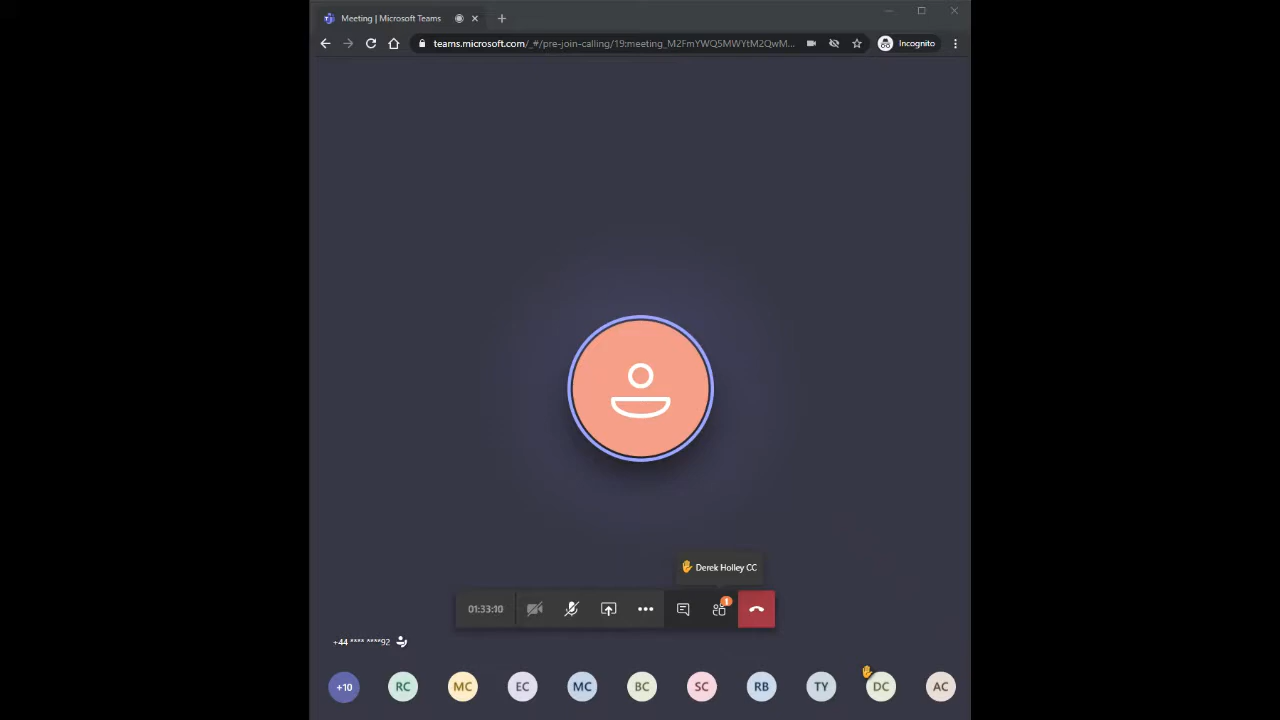 Meeting | Microsoft Teams
teams.microsoft.com/_#/pre-join-calling/19:meeting_M2FmYWQ5MWYtM2QwM...
Incognito
Derek Holley CC
01:33:10
+44 **** ****92
+10 RC MC EC MC BC SC RB TY DC AC